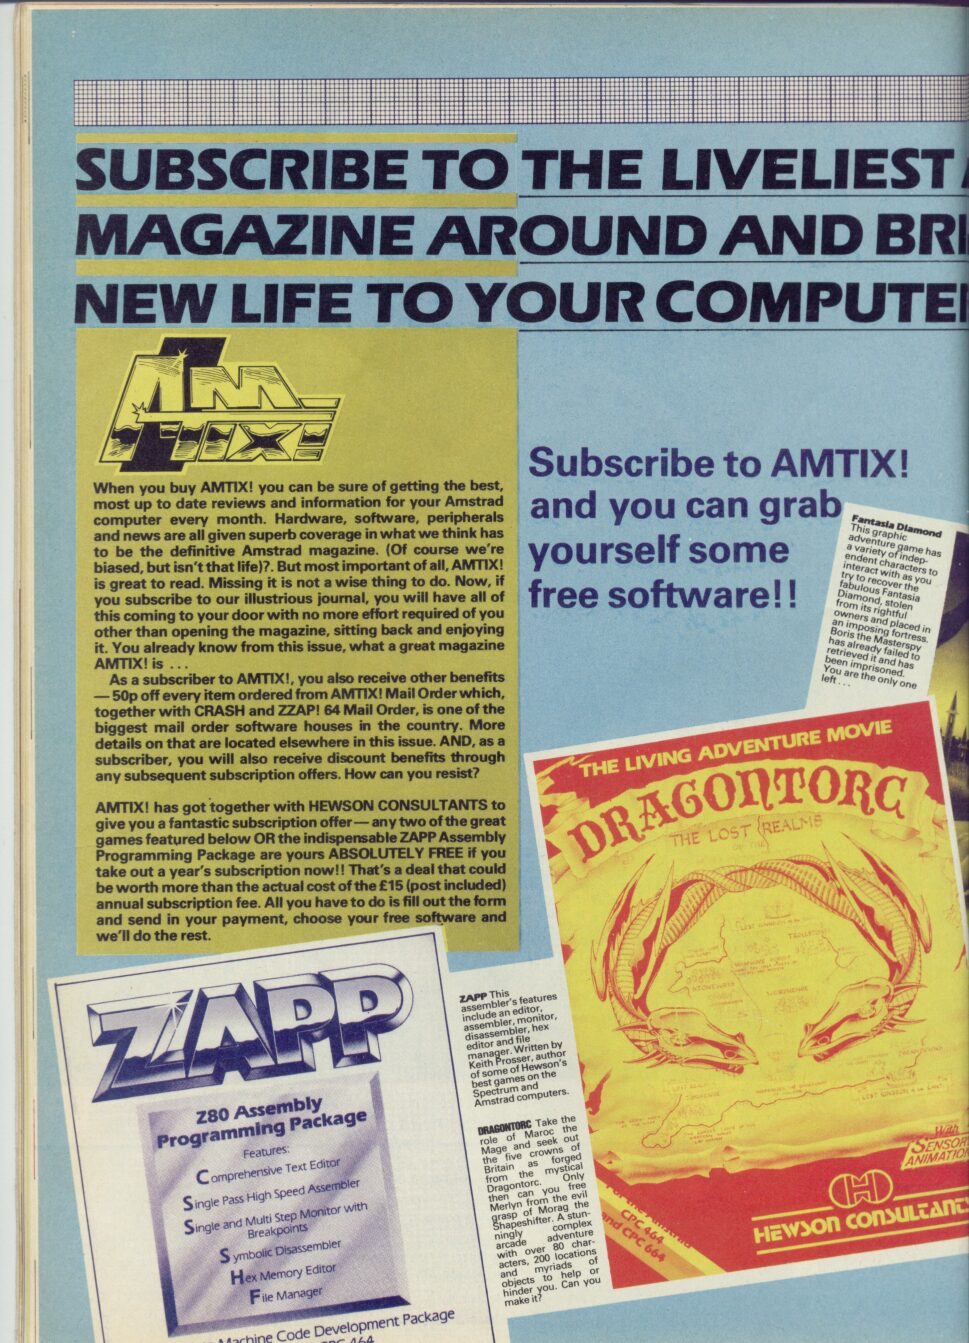 SUBSCRIBE TO THE LIVELIEST
MAGAZINE AROUND AND BRI
NEW LIFE TO YOUR COMPUTE
AMTIX!
When you buy AMTIX! you can be sure of getting the best,
most up to date reviews and information for your Amstrad
computer every month. Hardware, software, peripherals
and news are all given superb coverage in what we think has
to be the definitive Amstrad magazine. (Of course we're
biased, but isn't that life)?. But most important of all, AMTIX!
is great to read. Missing it is not a wise thing to do. Now, if
you subscribe to our illustrious journal, you will have all of
this coming to your door with no more effort required of you
other than opening the magazine, sitting back and enjoying
it. You already know from this issue, what a great magazine
AMTIX! is ...
As a subscriber to AMTIX!, you also receive other benefits
— 50p off every item ordered from AMTIX! Mail Order which,
together with CRASH and ZZAP! 64 Mail Order, is one of the
biggest mail order software houses in the country. More
details on that are located elsewhere in this issue. AND, as a
subscriber, you will also receive discount benefits through
any subsequent subscription offers. How can you resist?
AMTIX! has got together with HEWSON CONSULTANTS to
give you a fantastic subscription offer — any two of the great
games featured below OR the indispensable ZAPP Assembly
Programming Package are yours ABSOLUTELY FREE if you
take out a year's subscription now!! That's a deal that could
be worth more than the actual cost of the £15 (post included)
annual subscription fee. All you have to do is fill out the form
and send in your payment, choose your free software and
we'll do the rest.
Subscribe to AMTIX!
and you can grab
yourself some
free software!!
Fantasia Diamond
This graphic
adventure game has
a variety of indep-
endent characters to
interact with as you
try to recover the
fabulous Fantasia
Diamond, stolen
from its rightful
owners and placed in
an imposing fortress.
Boris the Masterspy
has already failed to
retrieved it and has
been imprisoned.
You are the only one
left ...
THE LIVING ADVENTURE MOVIE
DRAGONTORC
THE LOST REALMS
OF THE
With
SENSOR
ANIMATION
CPC 464
and CPC 664
HEWSON CONSULTANTS
ZAPP This
assembler's features
include an editor,
assembler, monitor,
disassembler, hex
editor and file
manager. Written by
Keith Prosser, author
of some of Hewson's
best games on the
Spectrum and
Amstrad computers.
DRAGONTORC Take the
role of Maroc the
Mage and seek out
the five crowns of
Britain as forged
from the mystical
Dragontorc. Only
then can you free
Merlyn from the evil
grasp of Morag the
Shapeshifter. A stun-
ningly complex
arcade adventure
with over 80 char-
acters, 200 locations
and myriads of
objects to help or
hinder you. Can you
make it?
ZAPP
Z80 Assembly
Programming Package
Features:
Comprehensive Text Editor
Single Pass High Speed Assembler
Single and Multi Step Monitor with
Breakpoints
Symbolic Disassembler
Hex Memory Editor
File Manager
Machine Code Development Package
CPC 464